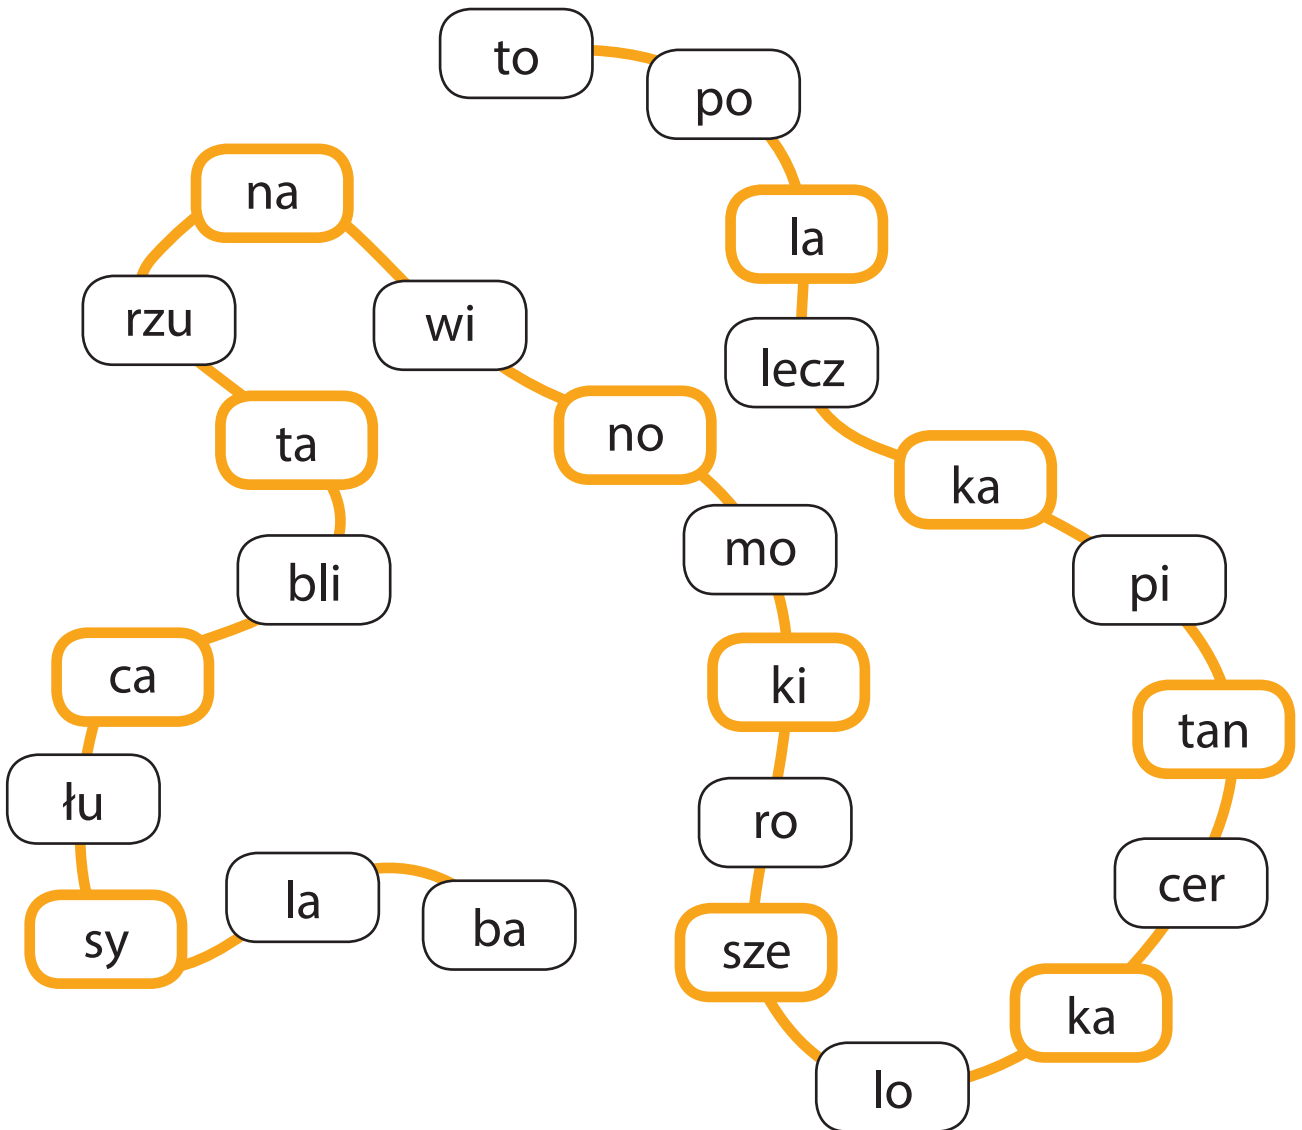 to
po
la
lecz
ka
pi
tan
cer
ka
lo
sze
ro
ki
mo
no
wi
na
rzu
ta
bli
ca
łu
sy
la
ba